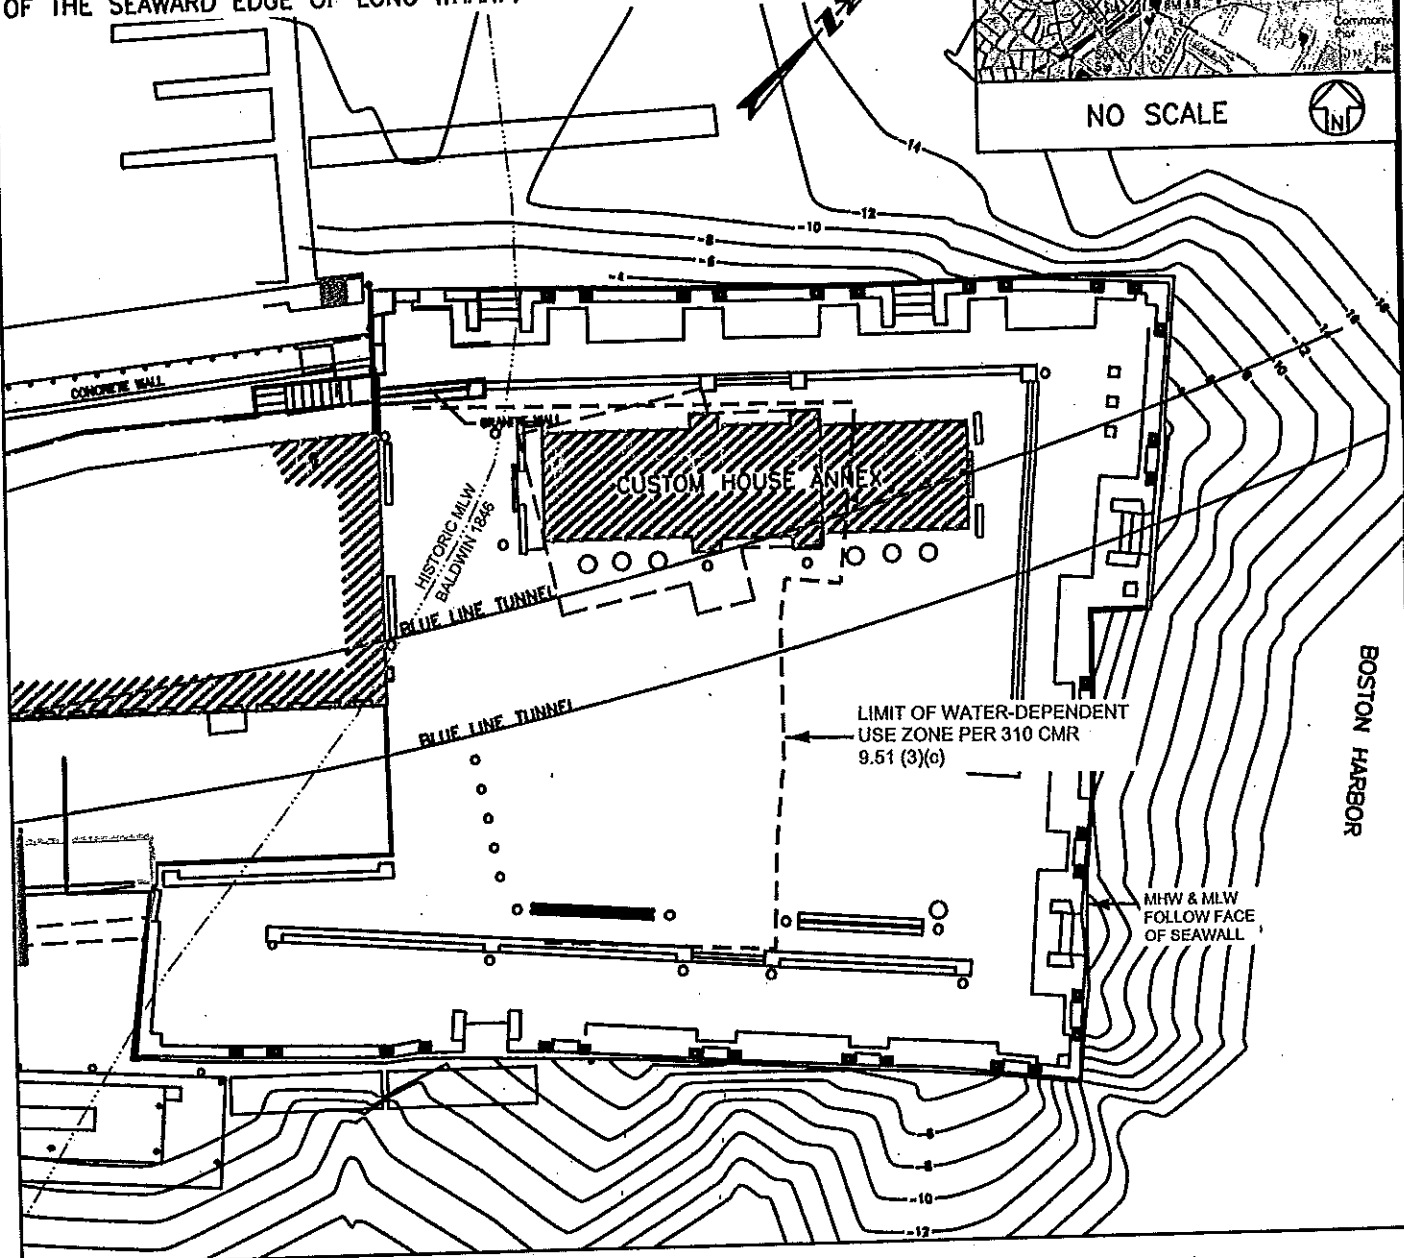 OF THE SEAWARD EDGE OF LONG WHARF,
Common
Pier
NO SCALE
N
14
-12
-10
-8
-6
-4
CONCRETE WALL
GRANITE WALL
CUSTOM HOUSE ANNEX
HISTORIC MLW
BALDWIN 1846
BLUE LINE TUNNEL
BLUE LINE TUNNEL
LIMIT OF WATER-DEPENDENT
USE ZONE PER 310 CMR
9.51 (3)(c)
BOSTON HARBOR
MHW & MLW
FOLLOW FACE
OF SEAWALL
-6
-8
-10
-12